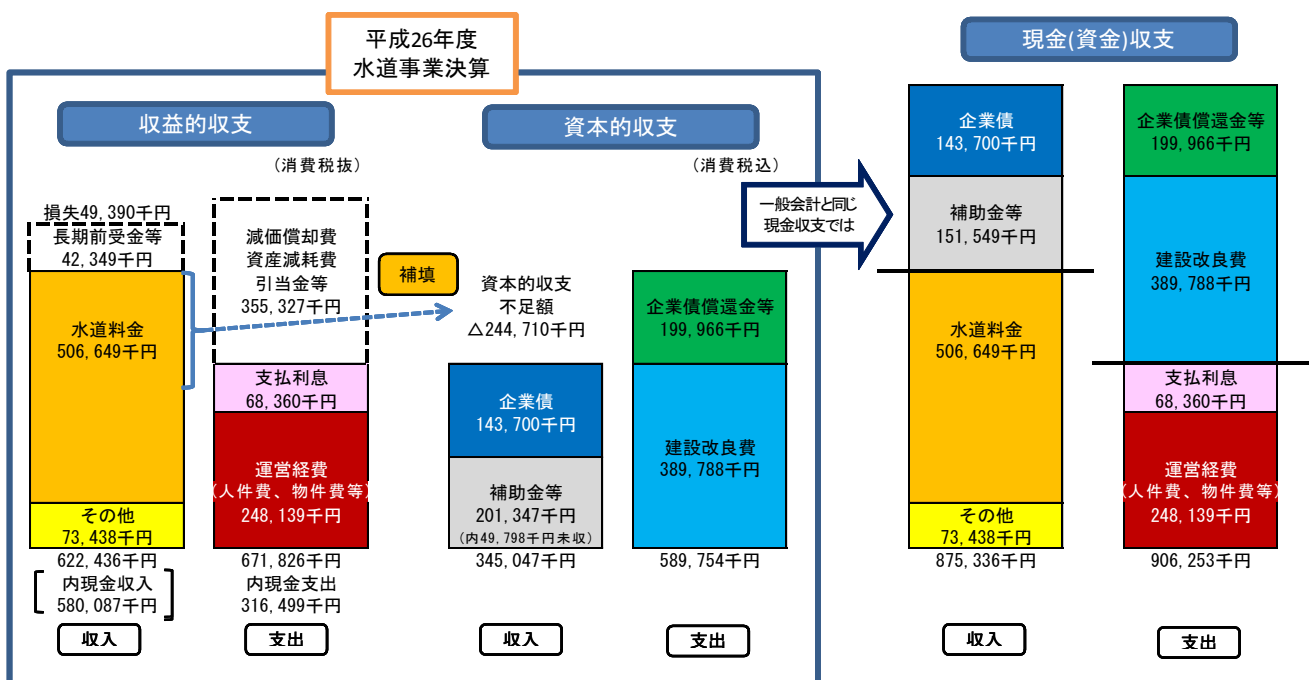 平成26年度
水道事業決算
現金(資金)収支
収益的収支
資本的収支
(消費税抜)
(消費税込)
損失49,390千円
長期前受金等
42,349千円
水道料金
506,649千円
その他
73,438千円
622,436千円
内現金収入
580,087千円
収入
減価償却費
資産減耗費
引当金等
355,327千円
支払利息
68,360千円
運営経費
(人件費、物件費等)
248,139千円
671,826千円
内現金支出
316,499千円
支出
補填
資本的収支
不足額
△244,710千円
企業債
143,700千円
補助金等
201,347千円
(内49,798千円未収)
345,047千円
収入
企業債償還金等
199,966千円
建設改良費
389,788千円
589,754千円
支出
一般会計と同じ
現金収支では
企業債
143,700千円
補助金等
151,549千円
水道料金
506,649千円
その他
73,438千円
875,336千円
収入
企業債償還金等
199,966千円
建設改良費
389,788千円
支払利息
68,360千円
運営経費
(人件費、物件費等)
248,139千円
906,253千円
支出